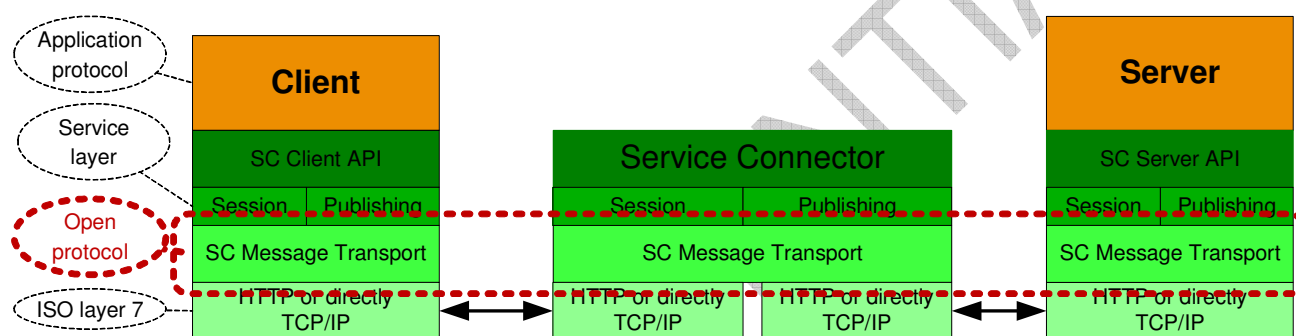 Application
protocol
Client
Server
Service
layer
SC Client API
Service Connector
SC Server API
Session
Publishing
Session
Publishing
Session
Publishing
Open
protocol
SC Message Transport
SC Message Transport
SC Message Transport
ISO layer 7
HTTP or directly
TCP/IP
HTTP or directly
TCP/IP
HTTP or directly
TCP/IP
HTTP or directly
TCP/IP